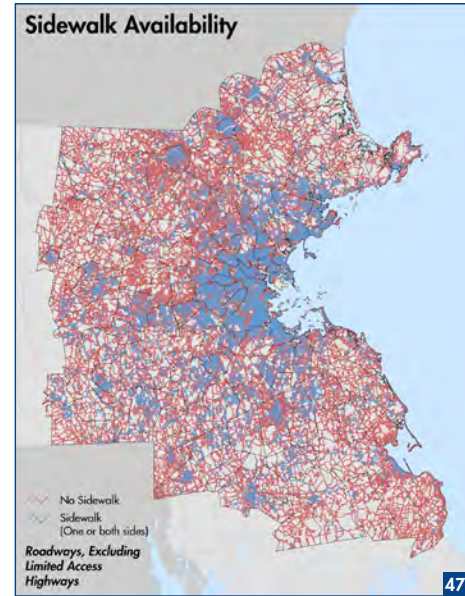 Sidewalk Availability
No Sidewalk
Sidewalk
(One or both sides)
Roadways, Excluding
Limited Access
Highways
47